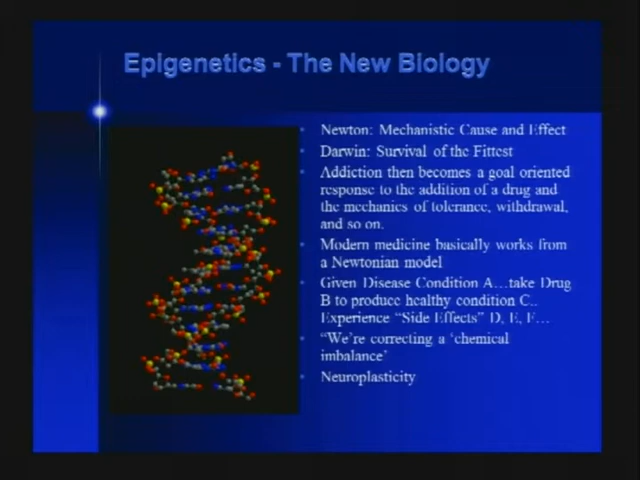 Epigenetics - The New Biology
Newton: Mechanistic Cause and Effect
Darwin: Survival of the Fittest
Addiction then becomes a goal oriented
response to the addition of a drug and
the mechanics of tolerance, withdrawal,
and so on.
Modern medicine basically works from
a Newtonian model
Given Disease Condition A…take Drug
B to produce healthy condition C..
Experience “Side Effects” D, E, F…
“We’re correcting a ‘chemical
imbalance’
Neuroplasticity